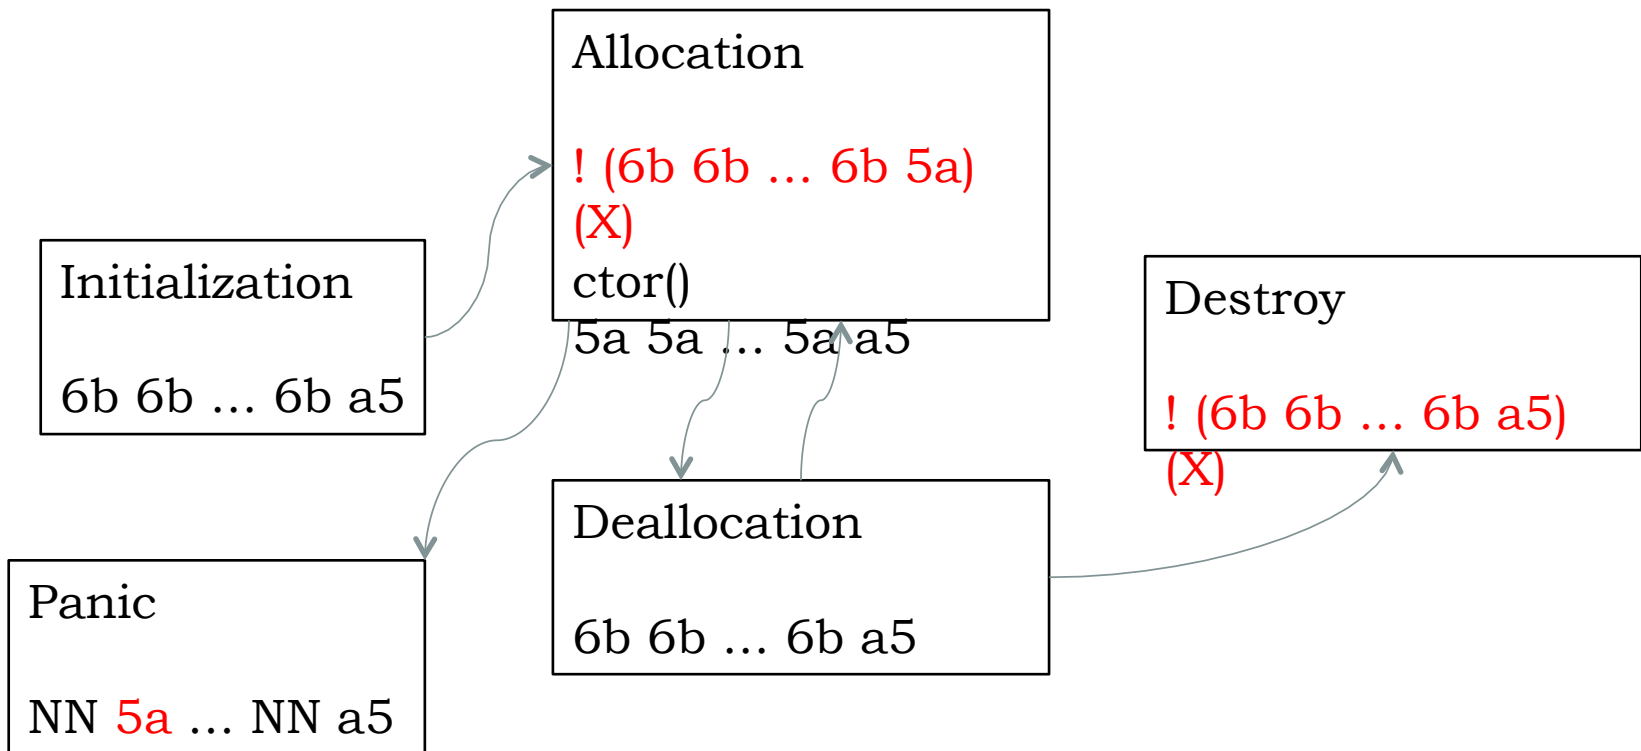 Allocation
! (6b 6b … 6b 5a)
(X)
ctor()
5a 5a … 5a a5
Initialization
6b 6b … 6b a5
Destroy
! (6b 6b … 6b a5)
(X)
Deallocation
6b 6b … 6b a5
Panic
NN 5a … NN a5